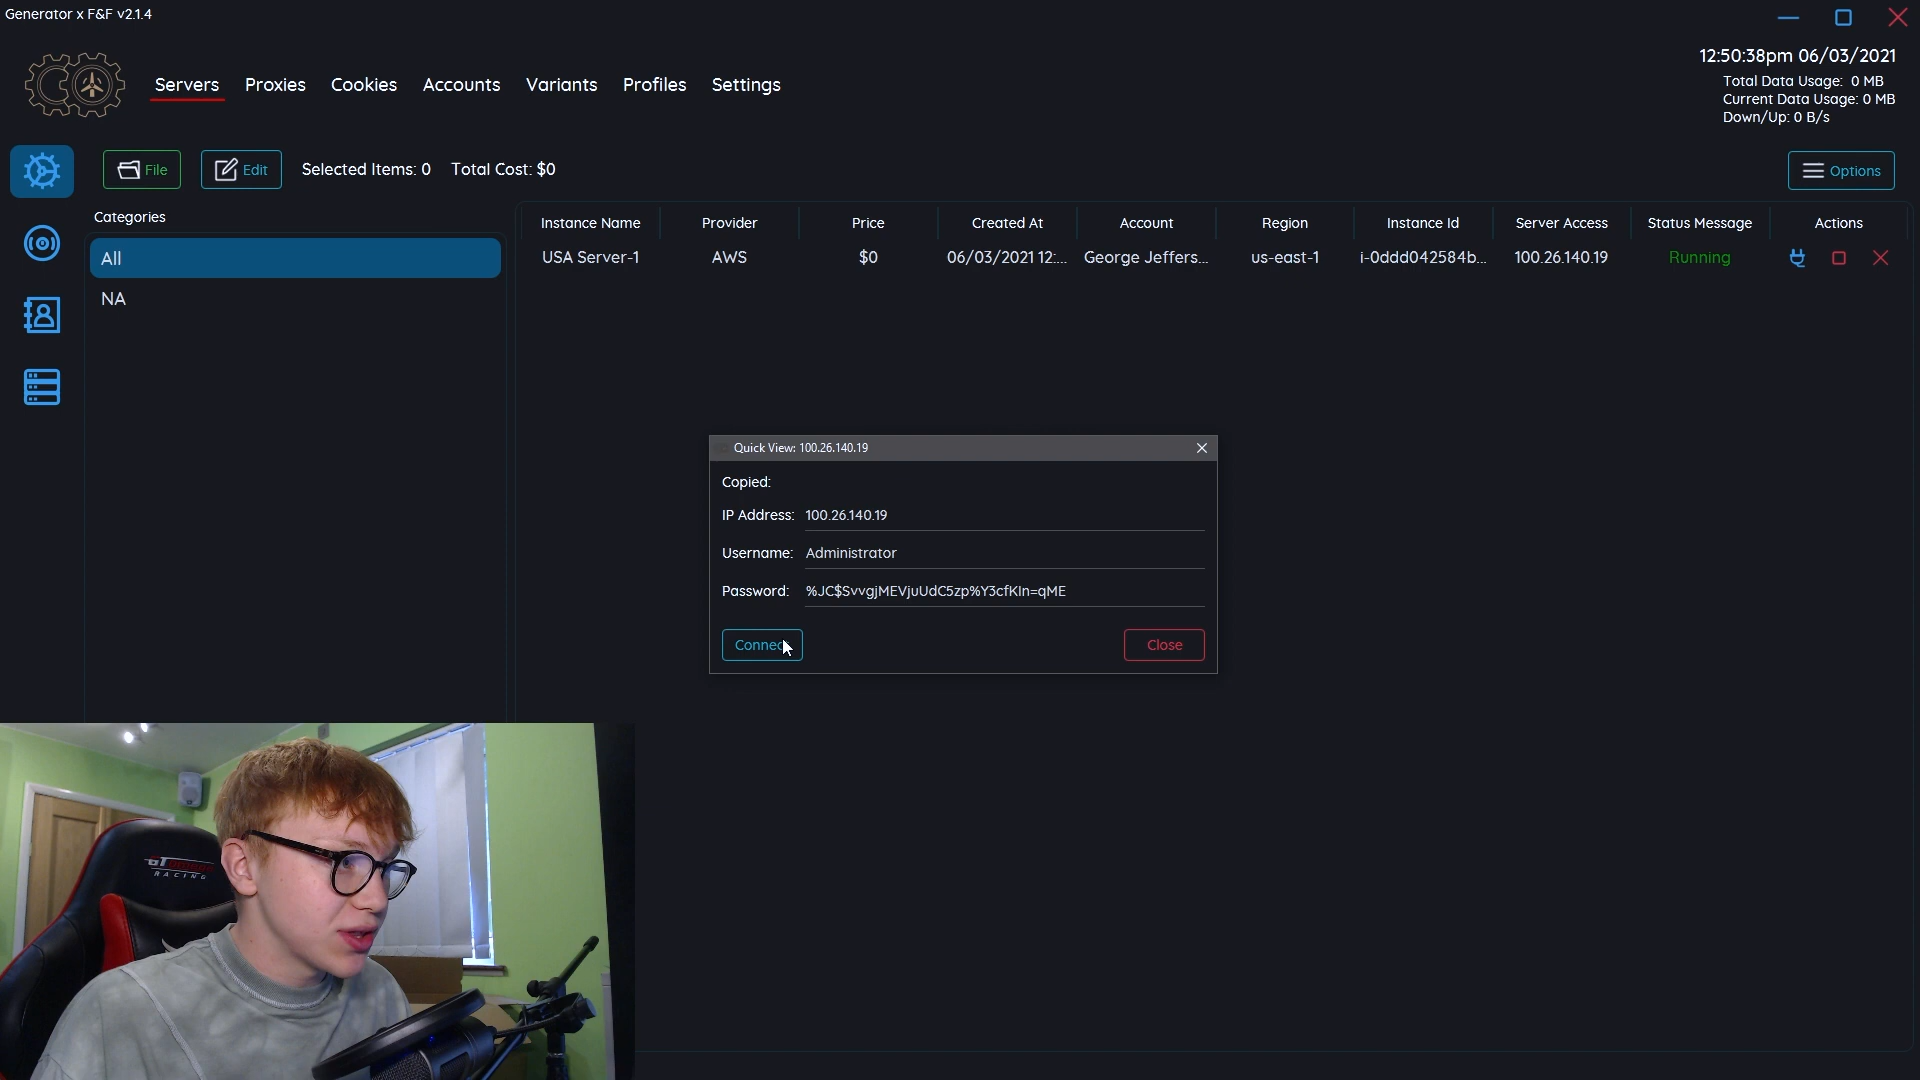 Generator x F&F v2.1.4
12:50:38pm 06/03/2021
Total Data Usage: 0 MB
Current Data Usage: 0 MB
Down/Up: 0 B/s
Servers Proxies Cookies Accounts Variants Profiles Settings
File Edit Selected Items: 0 Total Cost: $0 Options
Categories
All
NA
Instance Name Provider Price Created At Account Region Instance Id Server Access Status Message Actions
USA Server-1 AWS $0 06/03/2021 12:... George Jeffers... us-east-1 i-0ddd042584b... 100.26.140.19 Running
Quick View: 100.26.140.19
Copied:
IP Address: 100.26.140.19
Username: Administrator
Password: %JC$SvvgjMEVjuUdC5zp%Y3cfKIn=qME
Connec
Close
GT
RACING